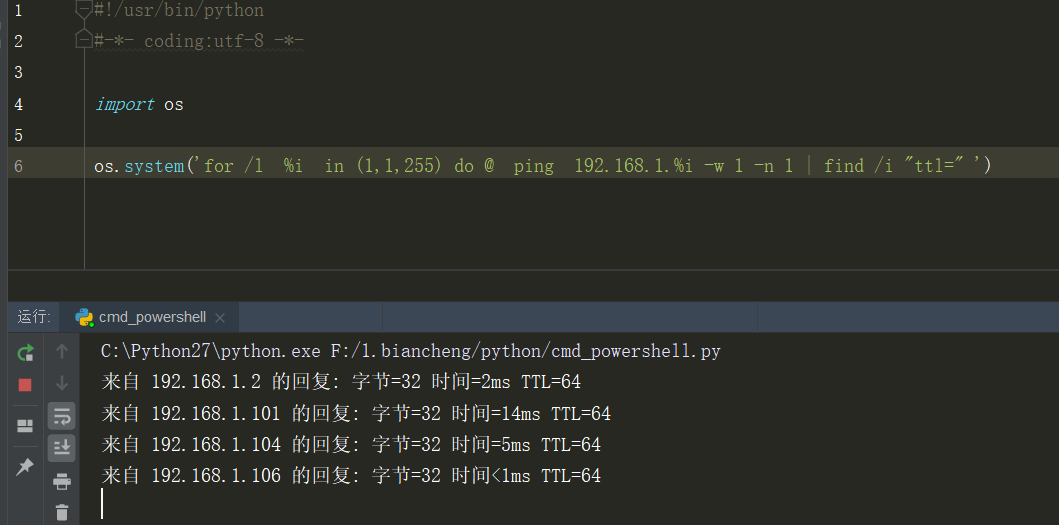 1 #!/usr/bin/python
2 #-*- coding:utf-8 -*-
3
4 import os
5
6 os.system('for /l  %i  in (1,1,255) do @  ping  192.168.1.%i -w 1 -n 1 | find /i "ttl=" ')
运行: cmd_powershell
C:\Python27\python.exe F:/1.biancheng/python/cmd_powershell.py
来自 192.168.1.2 的回复: 字节=32 时间=2ms TTL=64
来自 192.168.1.101 的回复: 字节=32 时间=14ms TTL=64
来自 192.168.1.104 的回复: 字节=32 时间=5ms TTL=64
来自 192.168.1.106 的回复: 字节=32 时间<1ms TTL=64